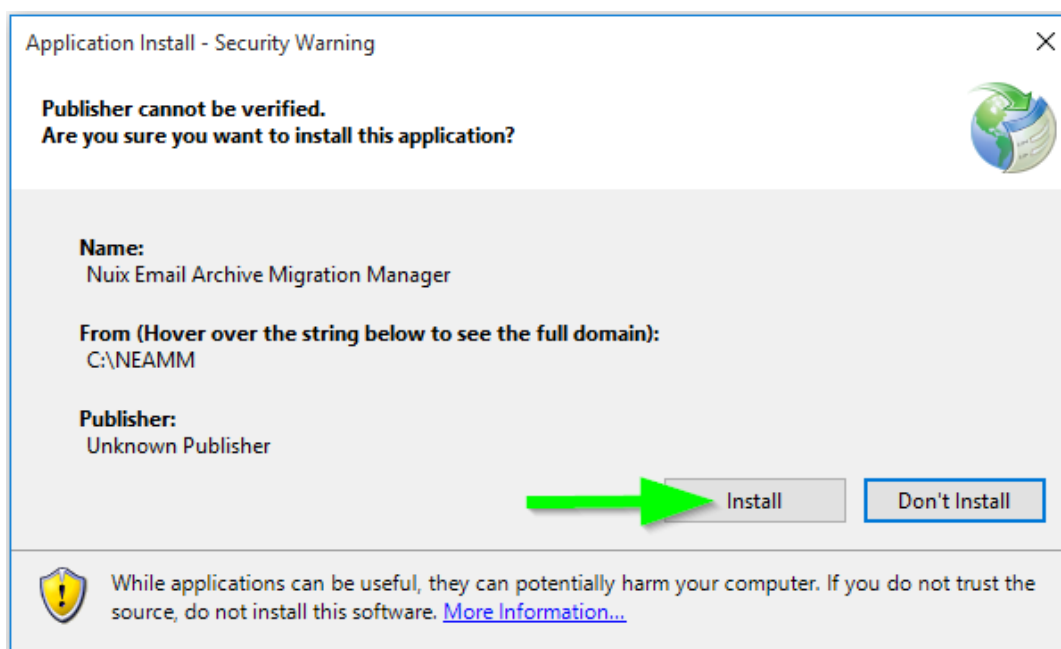 Application Install - Security Warning
Publisher cannot be verified.
Are you sure you want to install this application?
Name:
Nuix Email Archive Migration Manager
From (Hover over the string below to see the full domain):
C:\NEAMM
Publisher:
Unknown Publisher
Install
Don't Install
While applications can be useful, they can potentially harm your computer. If you do not trust the
source, do not install this software. More Information...